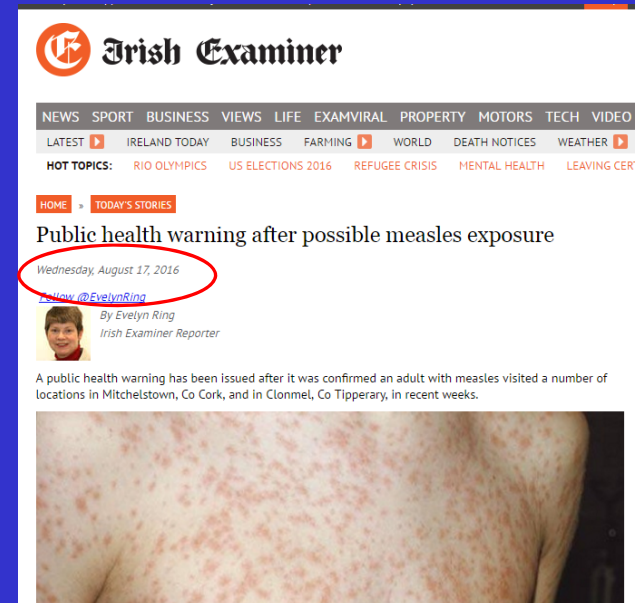 E Irish Examiner
NEWS SPORT BUSINESS VIEWS LIFE EXAMVIRAL PROPERTY MOTORS TECH VIDEO
LATEST IRELAND TODAY BUSINESS FARMING WORLD DEATH NOTICES WEATHER
HOT TOPICS: RIO OLYMPICS US ELECTIONS 2016 REFUGEE CRISIS MENTAL HEALTH LEAVING CERT
HOME » TODAY'S STORIES
Public health warning after possible measles exposure
Wednesday, August 17, 2016
Follow @EvelynRing
By Evelyn Ring
Irish Examiner Reporter
A public health warning has been issued after it was confirmed an adult with measles visited a number of
locations in Mitchelstown, Co Cork, and in Clonmel, Co Tipperary, in recent weeks.